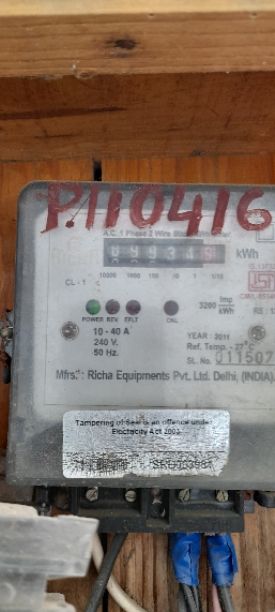 P.110416
A.C. 1 Phase 2 Wire
kWh
10000 1000 100 10 1 1/10
CL - 1
POWER REV. EFLT CAL
3200 Imp/kWh
10 - 40 A
240 V.
50 Hz.
YEAR : 2011
Ref. Temp. - 27°C
SL. No. 011507
Mfrs.: Richa Equipments Pvt. Ltd. Delhi, (INDIA)
Tampering of Seal is an offence under
Electricity Act 2003